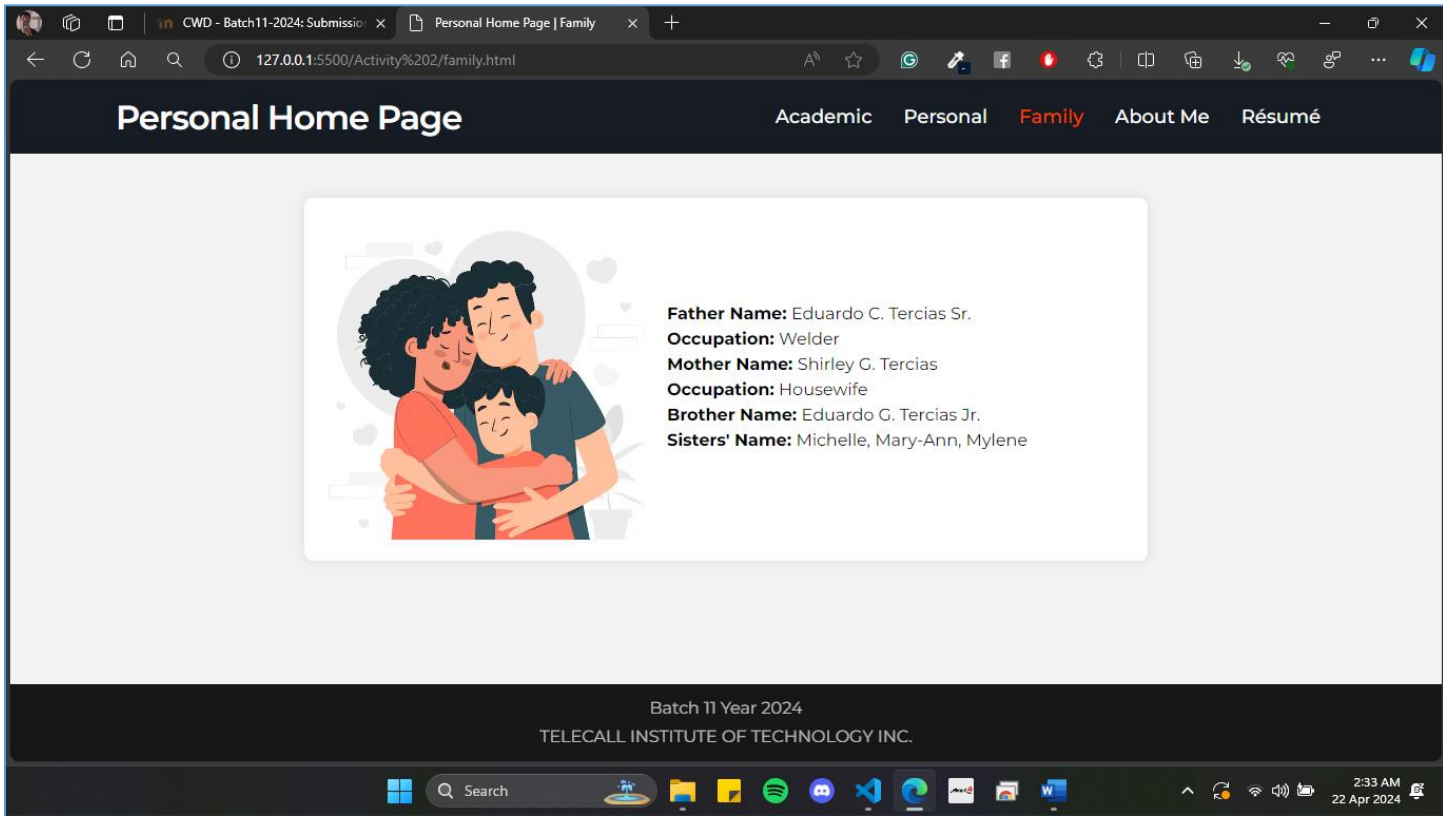 CWD - Batch11-2024: Submission
Personal Home Page | Family
127.0.0.1:5500/Activity%202/family.html
Personal Home Page
Academic Personal Family About Me Résumé
Father Name: Eduardo C. Tercias Sr.
Occupation: Welder
Mother Name: Shirley G. Tercias
Occupation: Housewife
Brother Name: Eduardo G. Tercias Jr.
Sisters' Name: Michelle, Mary-Ann, Mylene
Batch 11 Year 2024
TELECALL INSTITUTE OF TECHNOLOGY INC.
Search
2:33 AM
22 Apr 2024